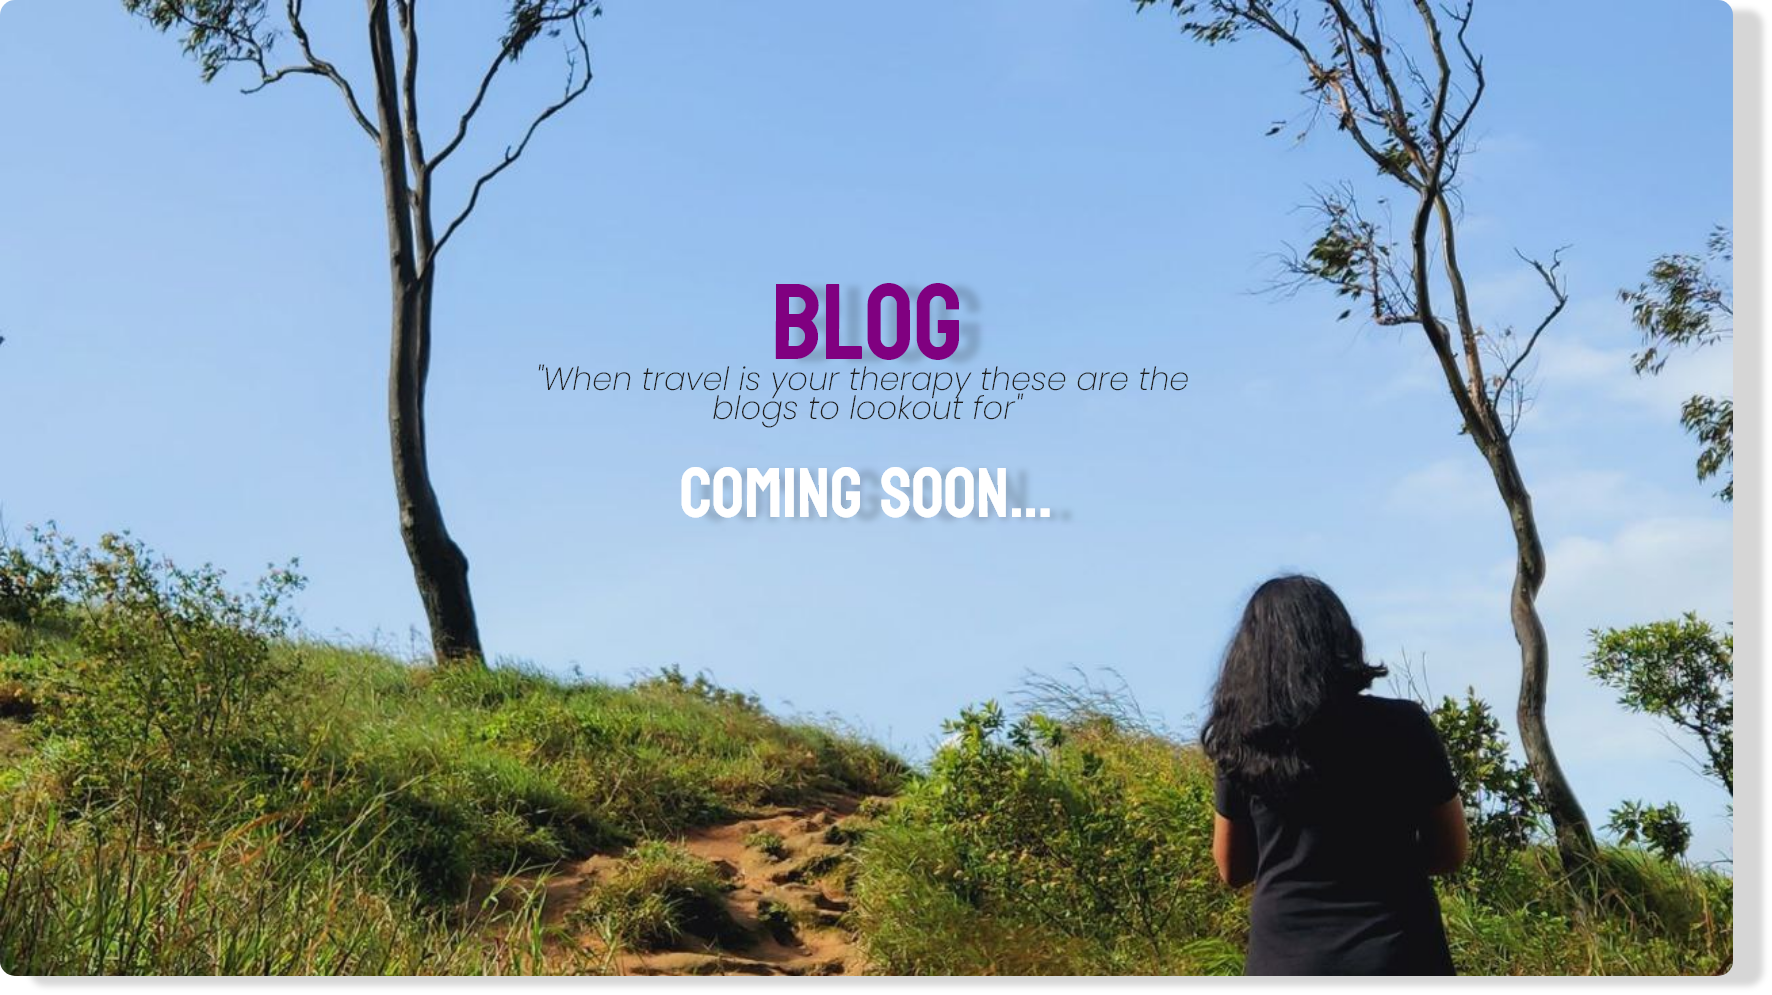 BLOG
"When travel is your therapy these are the
blogs to lookout for"
COMING SOON...